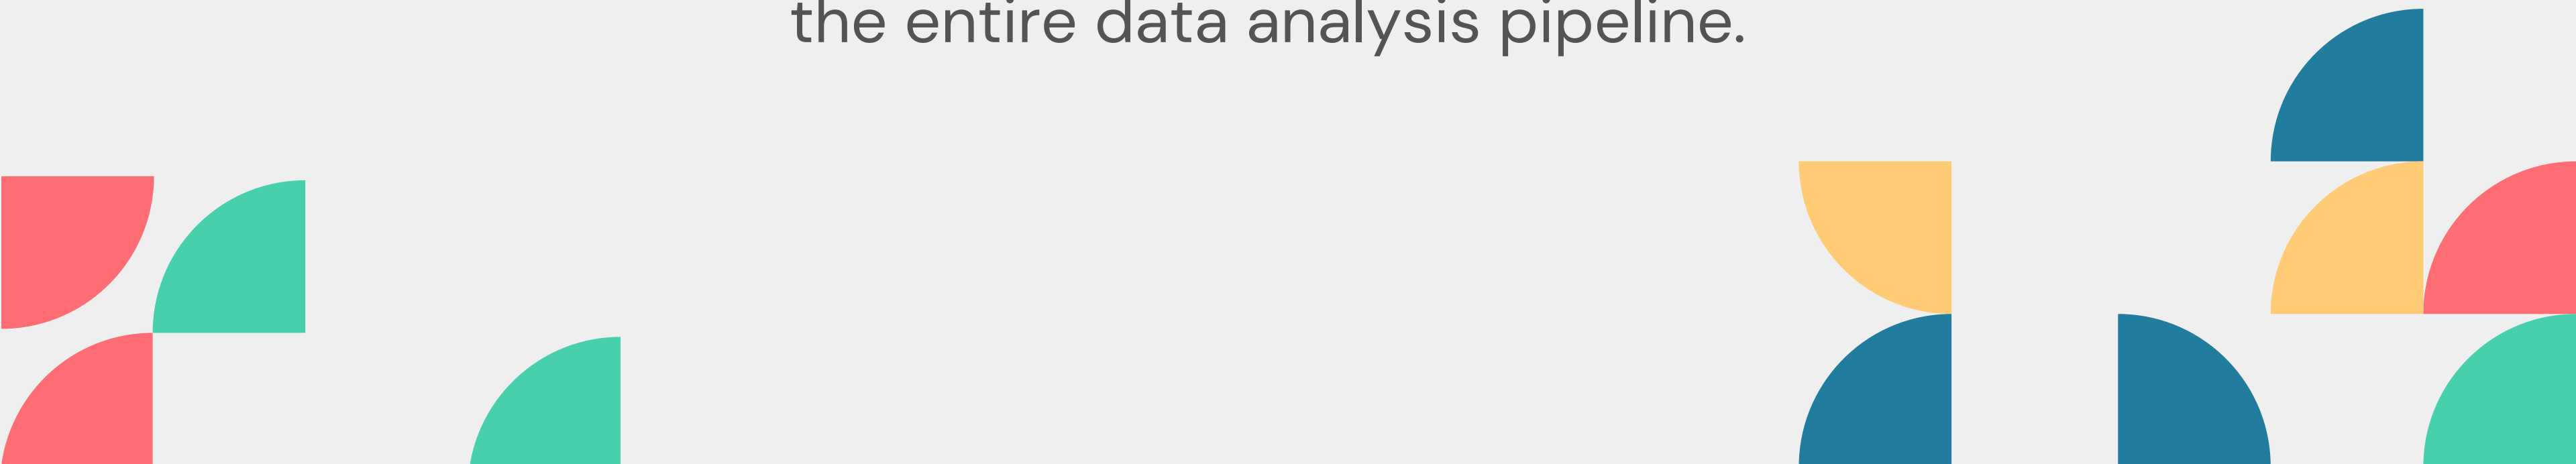 the entire data analysis pipeline.